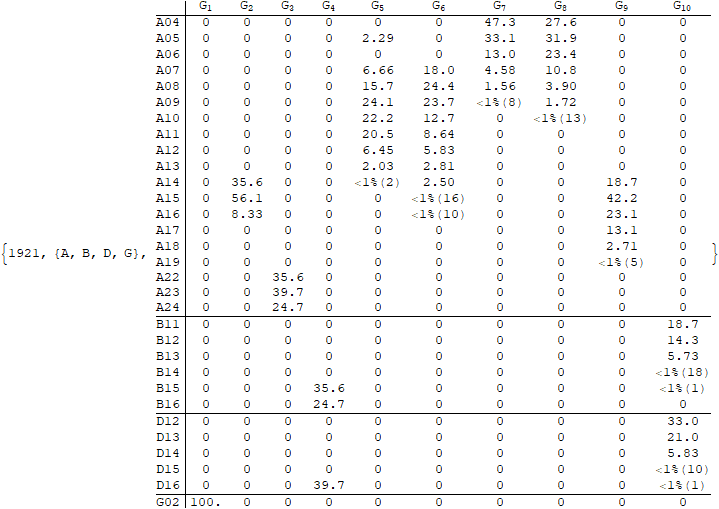 G1 G2 G3 G4 G5 G6 G7 G8 G9 G10
A04 0 0 0 0 0 0 47.3 27.6 0 0
A05 0 0 0 0 2.29 0 33.1 31.9 0 0
A06 0 0 0 0 0 0 13.0 23.4 0 0
A07 0 0 0 0 6.66 18.0 4.58 10.8 0 0
A08 0 0 0 0 15.7 24.4 1.56 3.90 0 0
A09 0 0 0 0 24.1 23.7 <1%(8) 1.72 0 0
A10 0 0 0 0 22.2 12.7 0 <1%(13) 0 0
A11 0 0 0 0 20.5 8.64 0 0 0 0
A12 0 0 0 0 6.45 5.83 0 0 0 0
A13 0 0 0 0 2.03 2.81 0 0 0 0
A14 0 35.6 0 0 <1%(2) 2.50 0 0 18.7 0
A15 0 56.1 0 0 0 <1%(16) 0 0 42.2 0
A16 0 8.33 0 0 0 <1%(10) 0 0 23.1 0
A17 0 0 0 0 0 0 0 0 13.1 0
{1921, {A, B, D, G}, A18 0 0 0 0 0 0 0 0 2.71 0 }
A19 0 0 0 0 0 0 0 0 <1%(5) 0
A22 0 0 35.6 0 0 0 0 0 0 0
A23 0 0 39.7 0 0 0 0 0 0 0
A24 0 0 24.7 0 0 0 0 0 0 0
B11 0 0 0 0 0 0 0 0 0 18.7
B12 0 0 0 0 0 0 0 0 0 14.3
B13 0 0 0 0 0 0 0 0 0 5.73
B14 0 0 0 0 0 0 0 0 0 <1%(18)
B15 0 0 0 35.6 0 0 0 0 0 <1%(1)
B16 0 0 0 24.7 0 0 0 0 0 0
D12 0 0 0 0 0 0 0 0 0 33.0
D13 0 0 0 0 0 0 0 0 0 21.0
D14 0 0 0 0 0 0 0 0 0 5.83
D15 0 0 0 0 0 0 0 0 0 <1%(10)
D16 0 0 0 39.7 0 0 0 0 0 <1%(1)
G02 100. 0 0 0 0 0 0 0 0 0